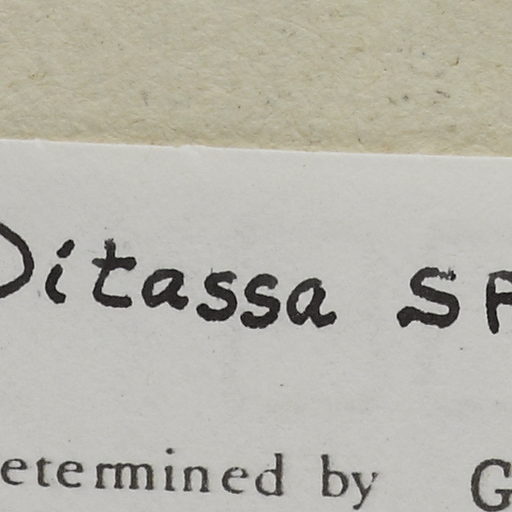 Ditassa SP
etermined by G